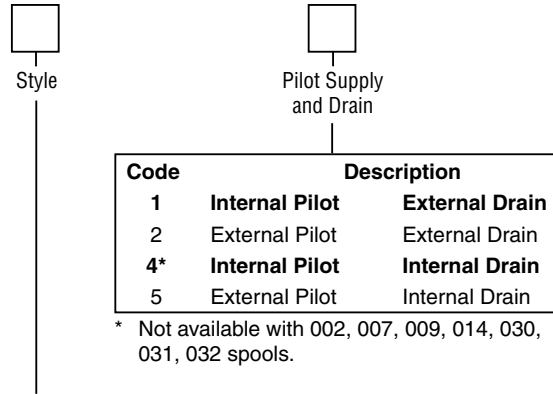 Style
Pilot Supply
and Drain
Code Description
1 Internal Pilot External Drain
2 External Pilot External Drain
4* Internal Pilot Internal Drain
5 External Pilot Internal Drain
* Not available with 002, 007, 009, 014, 030,
031, 032 spools.